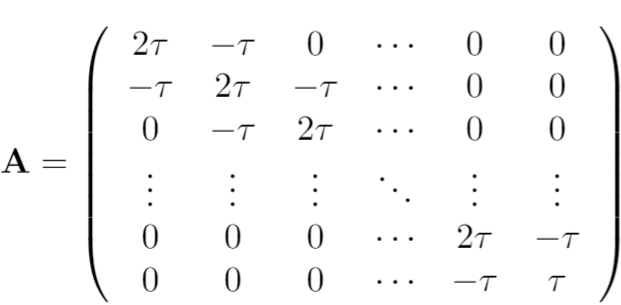 2τ −τ 0 ⋯ 0 0
−τ 2τ −τ ⋯ 0 0
0 −τ 2τ ⋯ 0 0
A = ⋮ ⋮ ⋮ ⋱ ⋮ ⋮
0 0 0 ⋯ 2τ −τ
0 0 0 ⋯ −τ τ